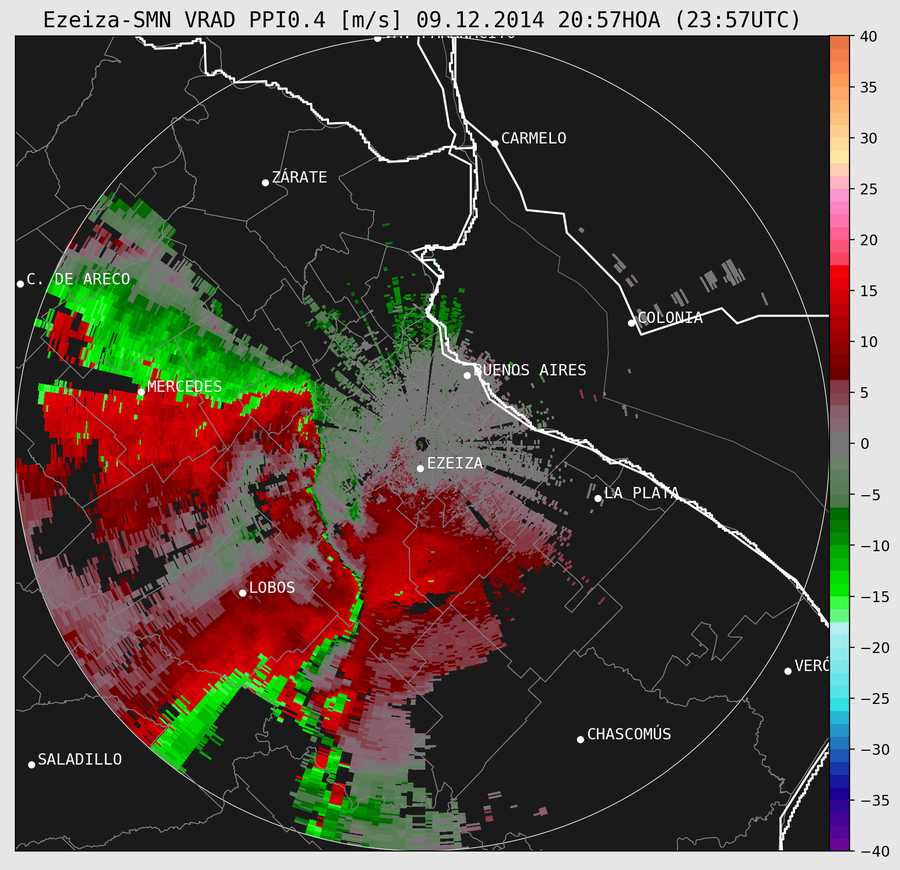 Ezeiza-SMN VRAD PPI0.4 [m/s] 09.12.2014 20:57HOA (23:57UTC)
CARMELO
ZÁRATE
C. DE ARECO
COLONIA
BUENOS AIRES
MERCEDES
EZEIZA
LA PLATA
LOBOS
CHASCOMÚS
SALADILLO
40
35
30
25
20
15
10
5
0
−5
−10
−15
−20
−25
−30
−35
−40